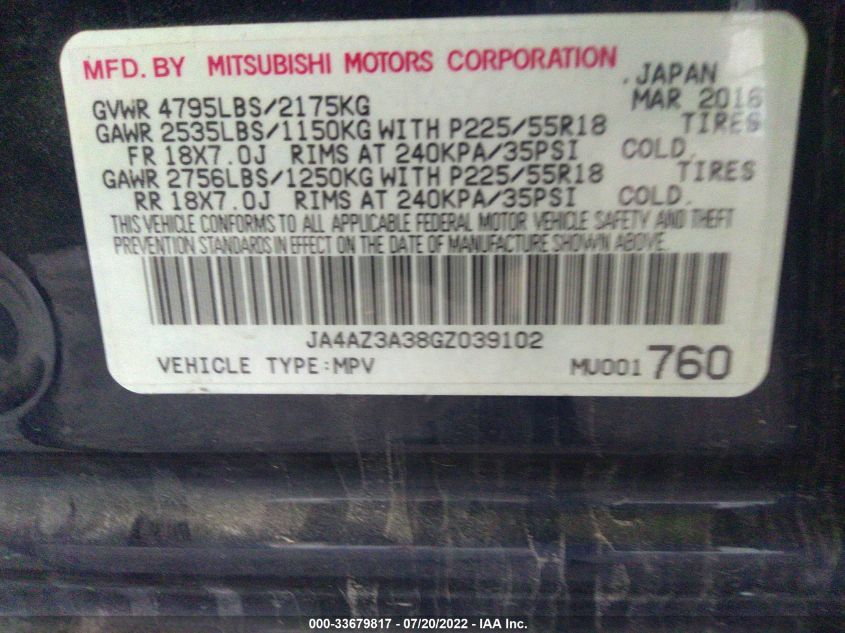 MFD. BY MITSUBISHI MOTORS CORPORATION
. JAPAN
GVWR 4795LBS/2175KG MAR 2016
GAWR 2535LBS/1150KG WITH P225/55R18 TIRES
FR 18X7.0J RIMS AT 240KPA/35PSI COLD.
GAWR 2756LBS/1250KG WITH P225/55R18 TIRES
RR 18X7.0J RIMS AT 240KPA/35PSI COLD.
THIS VEHICLE CONFORMS TO ALL APPLICABLE FEDERAL MOTOR VEHICLE SAFETY AND THEFT
PREVENTION STANDARDS IN EFFECT ON THE DATE OF MANUFACTURE SHOWN ABOVE.
JA4AZ3A38GZ039102
VEHICLE TYPE:MPV MU001 760
000-33679817 - 07/20/2022 - IAA Inc.